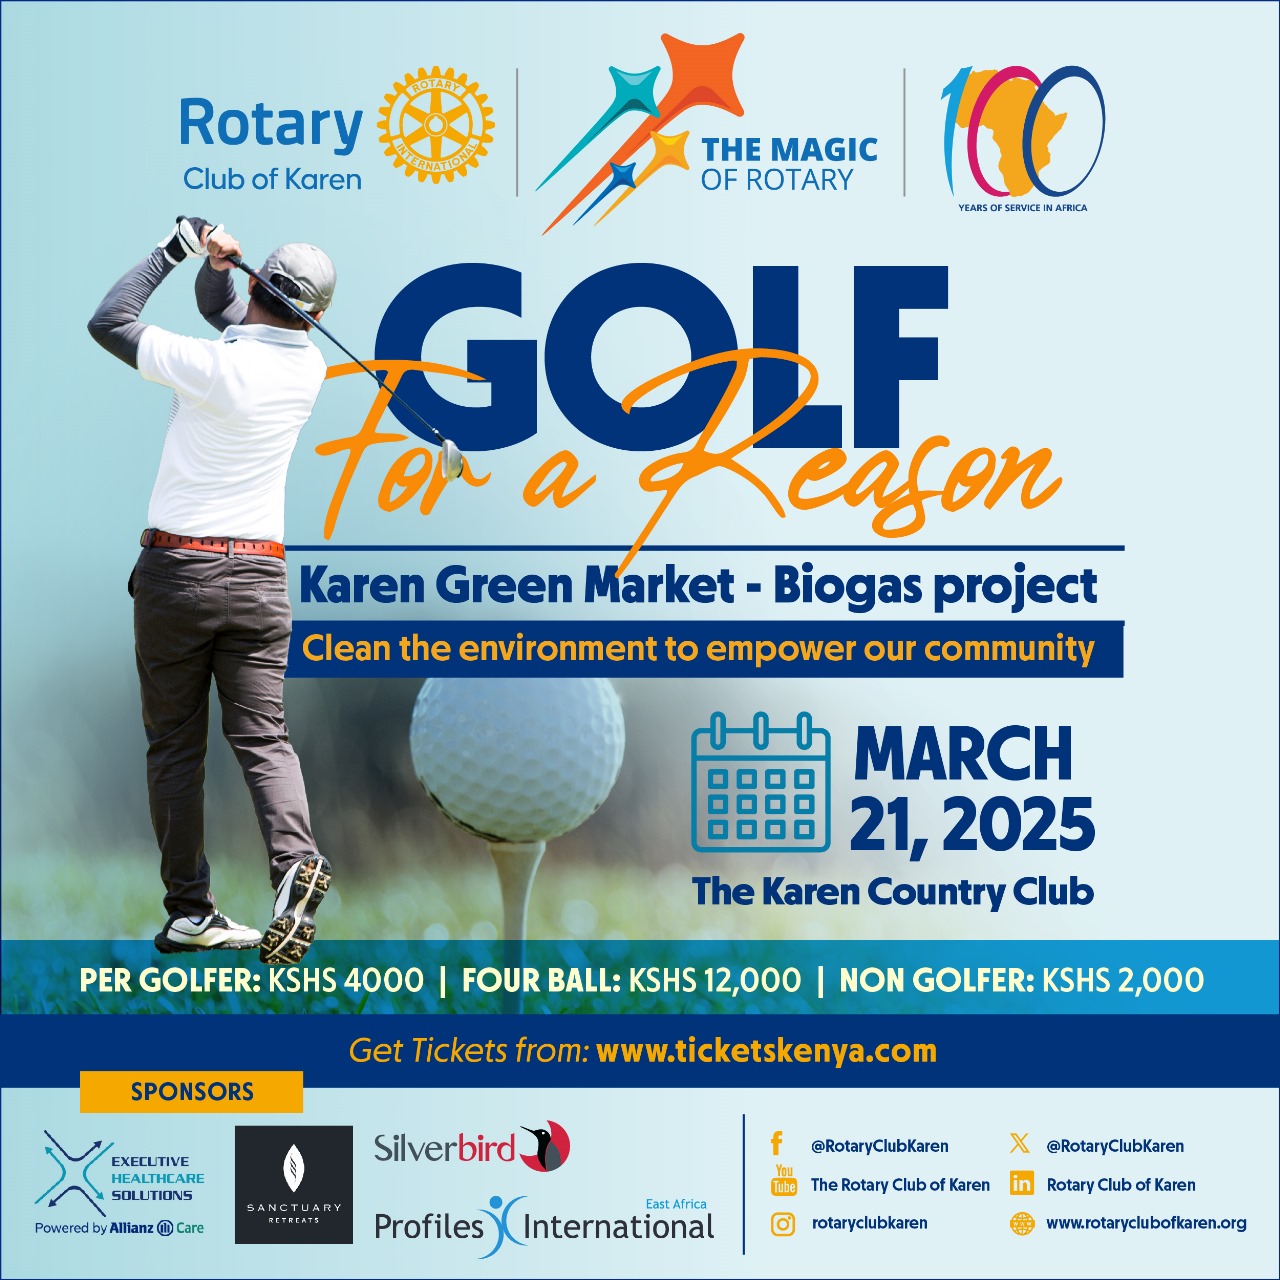 Rotary
Club of Karen
ROTARY
INTERNATIONAL
THE MAGIC
OF ROTARY
100
YEARS OF SERVICE IN AFRICA
GOLF
For a Reason
Karen Green Market - Biogas project
Clean the environment to empower our community
MARCH
21, 2025
The Karen Country Club
PER GOLFER: KSHS 4000 | FOUR BALL: KSHS 12,000 | NON GOLFER: KSHS 2,000
Get Tickets from: www.ticketskenya.com
SPONSORS
EXECUTIVE
HEALTHCARE
SOLUTIONS
Powered by Allianz Care
SANCTUARY
RETREATS
Silverbird
East Africa
Profiles International
@RotaryClubKaren
@RotaryClubKaren
You
Tube
The Rotary Club of Karen
in
Rotary Club of Karen
rotaryclubkaren
www.rotaryclubofkaren.org